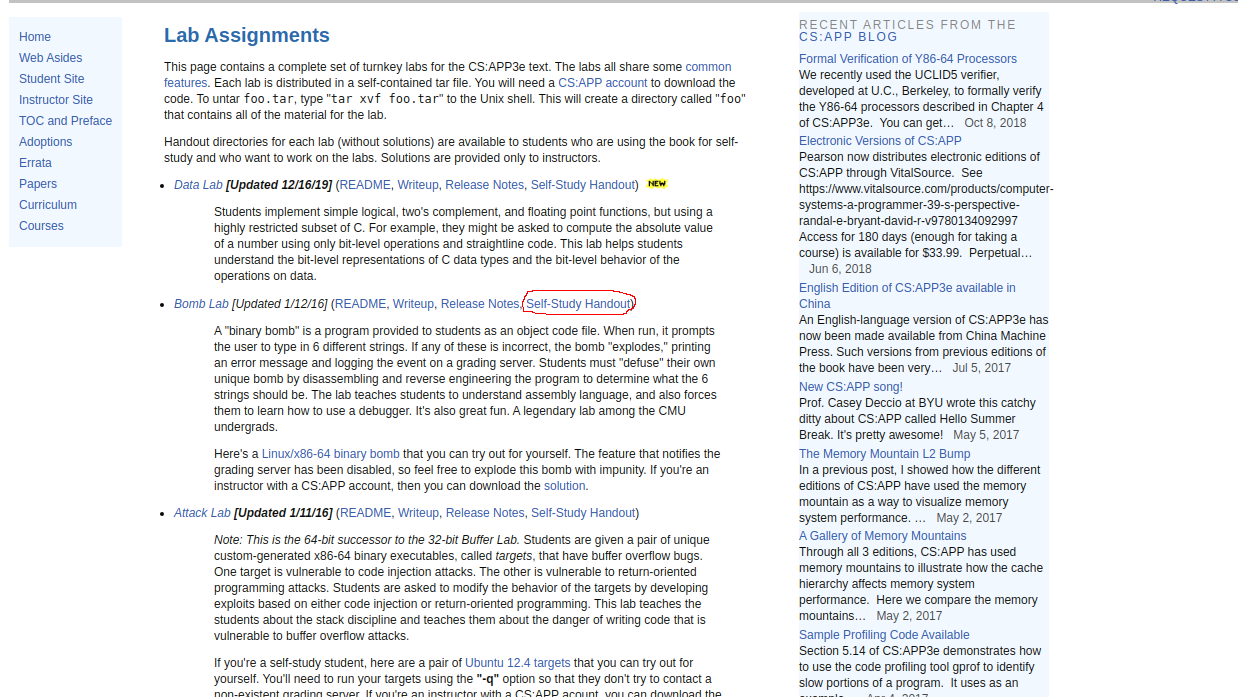 Home
Web Asides
Student Site
Instructor Site
TOC and Preface
Adoptions
Errata
Papers
Curriculum
Courses
Lab Assignments
This page contains a complete set of turnkey labs for the CS:APP3e text. The labs all share some common
features. Each lab is distributed in a self-contained tar file. You will need a CS:APP account to download the
code. To untar foo.tar, type "tar xvf foo.tar" to the Unix shell. This will create a directory called "foo"
that contains all of the material for the lab.
Handout directories for each lab (without solutions) are available to students who are using the book for self-
study and who want to work on the labs. Solutions are provided only to instructors.
• Data Lab [Updated 12/16/19] (README, Writeup, Release Notes, Self-Study Handout) NEW
Students implement simple logical, two's complement, and floating point functions, but using a
highly restricted subset of C. For example, they might be asked to compute the absolute value
of a number using only bit-level operations and straightline code. This lab helps students
understand the bit-level representations of C data types and the bit-level behavior of the
operations on data.
• Bomb Lab [Updated 1/12/16] (README, Writeup, Release Notes, Self-Study Handout)
A "binary bomb" is a program provided to students as an object code file. When run, it prompts
the user to type in 6 different strings. If any of these is incorrect, the bomb "explodes," printing
an error message and logging the event on a grading server. Students must "defuse" their own
unique bomb by disassembling and reverse engineering the program to determine what the 6
strings should be. The lab teaches students to understand assembly language, and also forces
them to learn how to use a debugger. It's also great fun. A legendary lab among the CMU
undergrads.
Here's a Linux/x86-64 binary bomb that you can try out for yourself. The feature that notifies the
grading server has been disabled, so feel free to explode this bomb with impunity. If you're an
instructor with a CS:APP account, then you can download the solution.
• Attack Lab [Updated 1/11/16] (README, Writeup, Release Notes, Self-Study Handout)
Note: This is the 64-bit successor to the 32-bit Buffer Lab. Students are given a pair of unique
custom-generated x86-64 binary executables, called targets, that have buffer overflow bugs.
One target is vulnerable to code injection attacks. The other is vulnerable to return-oriented
programming attacks. Students are asked to modify the behavior of the targets by developing
exploits based on either code injection or return-oriented programming. This lab teaches the
students about the stack discipline and teaches them about the danger of writing code that is
vulnerable to buffer overflow attacks.
If you're a self-study student, here are a pair of Ubuntu 12.4 targets that you can try out for
yourself. You'll need to run your targets using the "-q" option so that they don't try to contact a
non-existent grading server. If you're an instructor with a CS:APP acount, you can download the
RECENT ARTICLES FROM THE
CS:APP BLOG
Formal Verification of Y86-64 Processors
We recently used the UCLID5 verifier,
developed at U.C., Berkeley, to formally verify
the Y86-64 processors described in Chapter 4
of CS:APP3e. You can get… Oct 8, 2018
Electronic Versions of CS:APP
Pearson now distributes electronic editions of
CS:APP through VitalSource. See
https://www.vitalsource.com/products/computer-
systems-a-programmer-39-s-perspective-
randal-e-bryant-david-r-v9780134092997
Access for 180 days (enough for taking a
course) is available for $33.99. Perpetual…
Jun 6, 2018
English Edition of CS:APP3e available in
China
An English-language version of CS:APP3e has
now been made available from China Machine
Press. Such versions from previous editions of
the book have been very… Jul 5, 2017
New CS:APP song!
Prof. Casey Deccio at BYU wrote this catchy
ditty about CS:APP called Hello Summer
Break. It's pretty awesome! May 5, 2017
The Memory Mountain L2 Bump
In a previous post, I showed how the different
editions of CS:APP have used the memory
mountain as a way to visualize memory
system performance. … May 2, 2017
A Gallery of Memory Mountains
Through all 3 editions, CS:APP has used
memory mountains to illustrate how the cache
hierarchy affects memory system
performance. Here we compare the memory
mountains… May 2, 2017
Sample Profiling Code Available
Section 5.14 of CS:APP3e demonstrates how
to use the code profiling tool gprof to identify
slow portions of a program. It uses as an